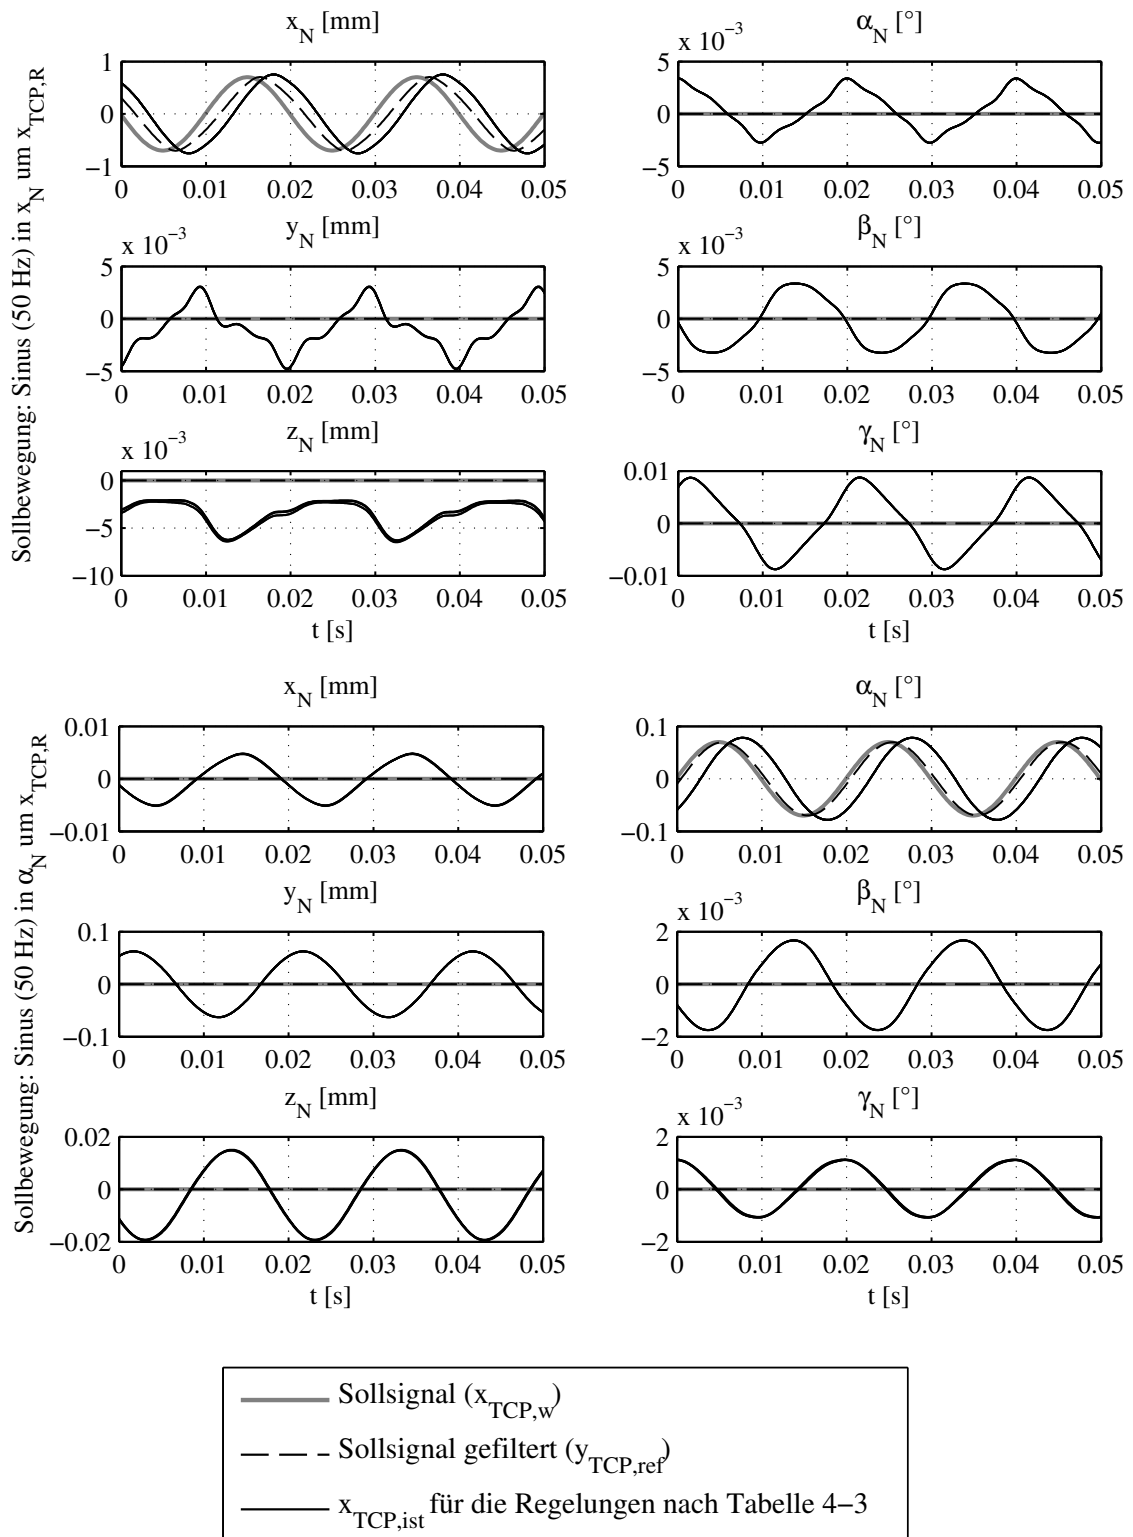 Sollbewegung: Sinus (50 Hz) in x_N um x_TCP,R
x_N [mm]
1
0
−1
0 0.01 0.02 0.03 0.04 0.05
α_N [°]
x 10^−3
5
0
−5
0 0.01 0.02 0.03 0.04 0.05
y_N [mm]
x 10^−3
5
0
−5
0 0.01 0.02 0.03 0.04 0.05
β_N [°]
5
0
−5
0 0.01 0.02 0.03 0.04 0.05
z_N [mm]
x 10^−3
0
−5
−10
0 0.01 0.02 0.03 0.04 0.05
t [s]
γ_N [°]
0.01
0
−0.01
0 0.01 0.02 0.03 0.04 0.05
t [s]
Sollbewegung: Sinus (50 Hz) in α_N um x_TCP,R
x_N [mm]
0.01
0
−0.01
0 0.01 0.02 0.03 0.04 0.05
α_N [°]
0.1
0
−0.1
0 0.01 0.02 0.03 0.04 0.05
y_N [mm]
0.1
0
−0.1
0 0.01 0.02 0.03 0.04 0.05
β_N [°]
x 10^−3
2
0
−2
0 0.01 0.02 0.03 0.04 0.05
z_N [mm]
0.02
0
−0.02
0 0.01 0.02 0.03 0.04 0.05
t [s]
γ_N [°]
x 10^−3
2
0
−2
0 0.01 0.02 0.03 0.04 0.05
t [s]
Sollsignal (x_TCP,w)
Sollsignal gefiltert (y_TCP,ref)
x_TCP,ist für die Regelungen nach Tabelle 4−3